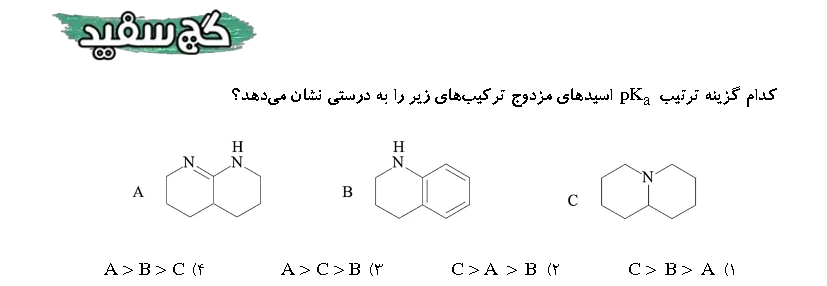 گچ سفید
کدام گزینه ترتیب pKa اسیدهای مزدوج ترکیب‌های زیر را به درستی نشان می‌دهد؟
A
N
H
N
B
H
N
C
N
۱) C > B > A
۲) C > A > B
۳) A > C > B
۴) A > B > C